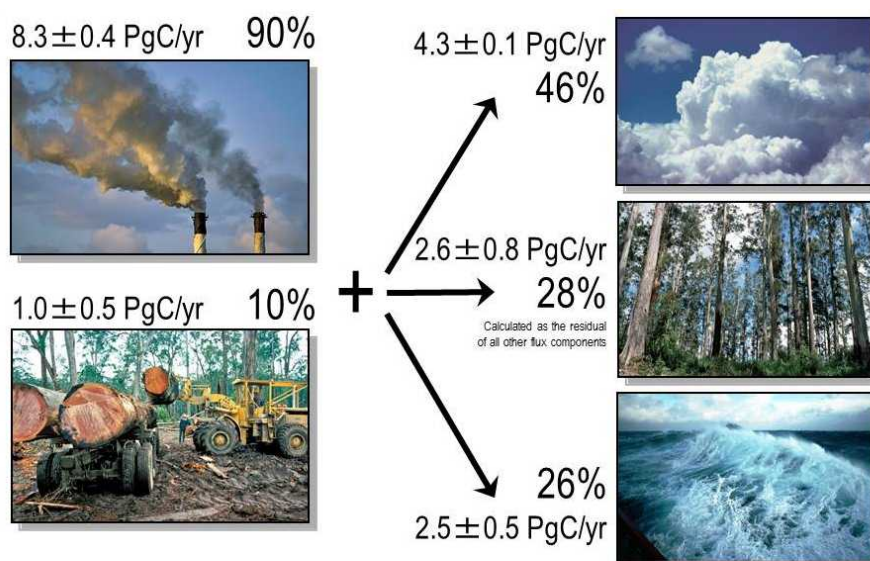 8.3±0.4 PgC/yr 90%
1.0±0.5 PgC/yr 10%
+
4.3±0.1 PgC/yr
46%
2.6±0.8 PgC/yr
28%
Calculated as the residual
of all other flux components
26%
2.5±0.5 PgC/yr